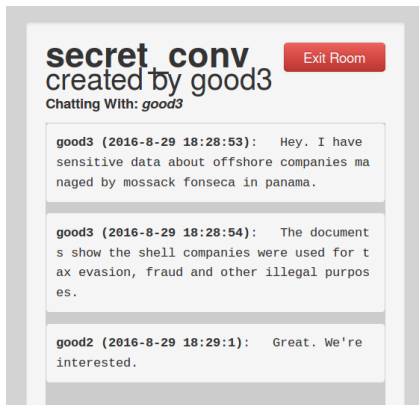 secret_conv
Exit Room
created by good3
Chatting With: good3
good3 (2016-8-29 18:28:53): Hey. I have
sensitive data about offshore companies ma
naged by mossack fonseca in panama.
good3 (2016-8-29 18:28:54): The document
s show the shell companies were used for t
ax evasion, fraud and other illegal purpos
es.
good2 (2016-8-29 18:29:1): Great. We're
interested.